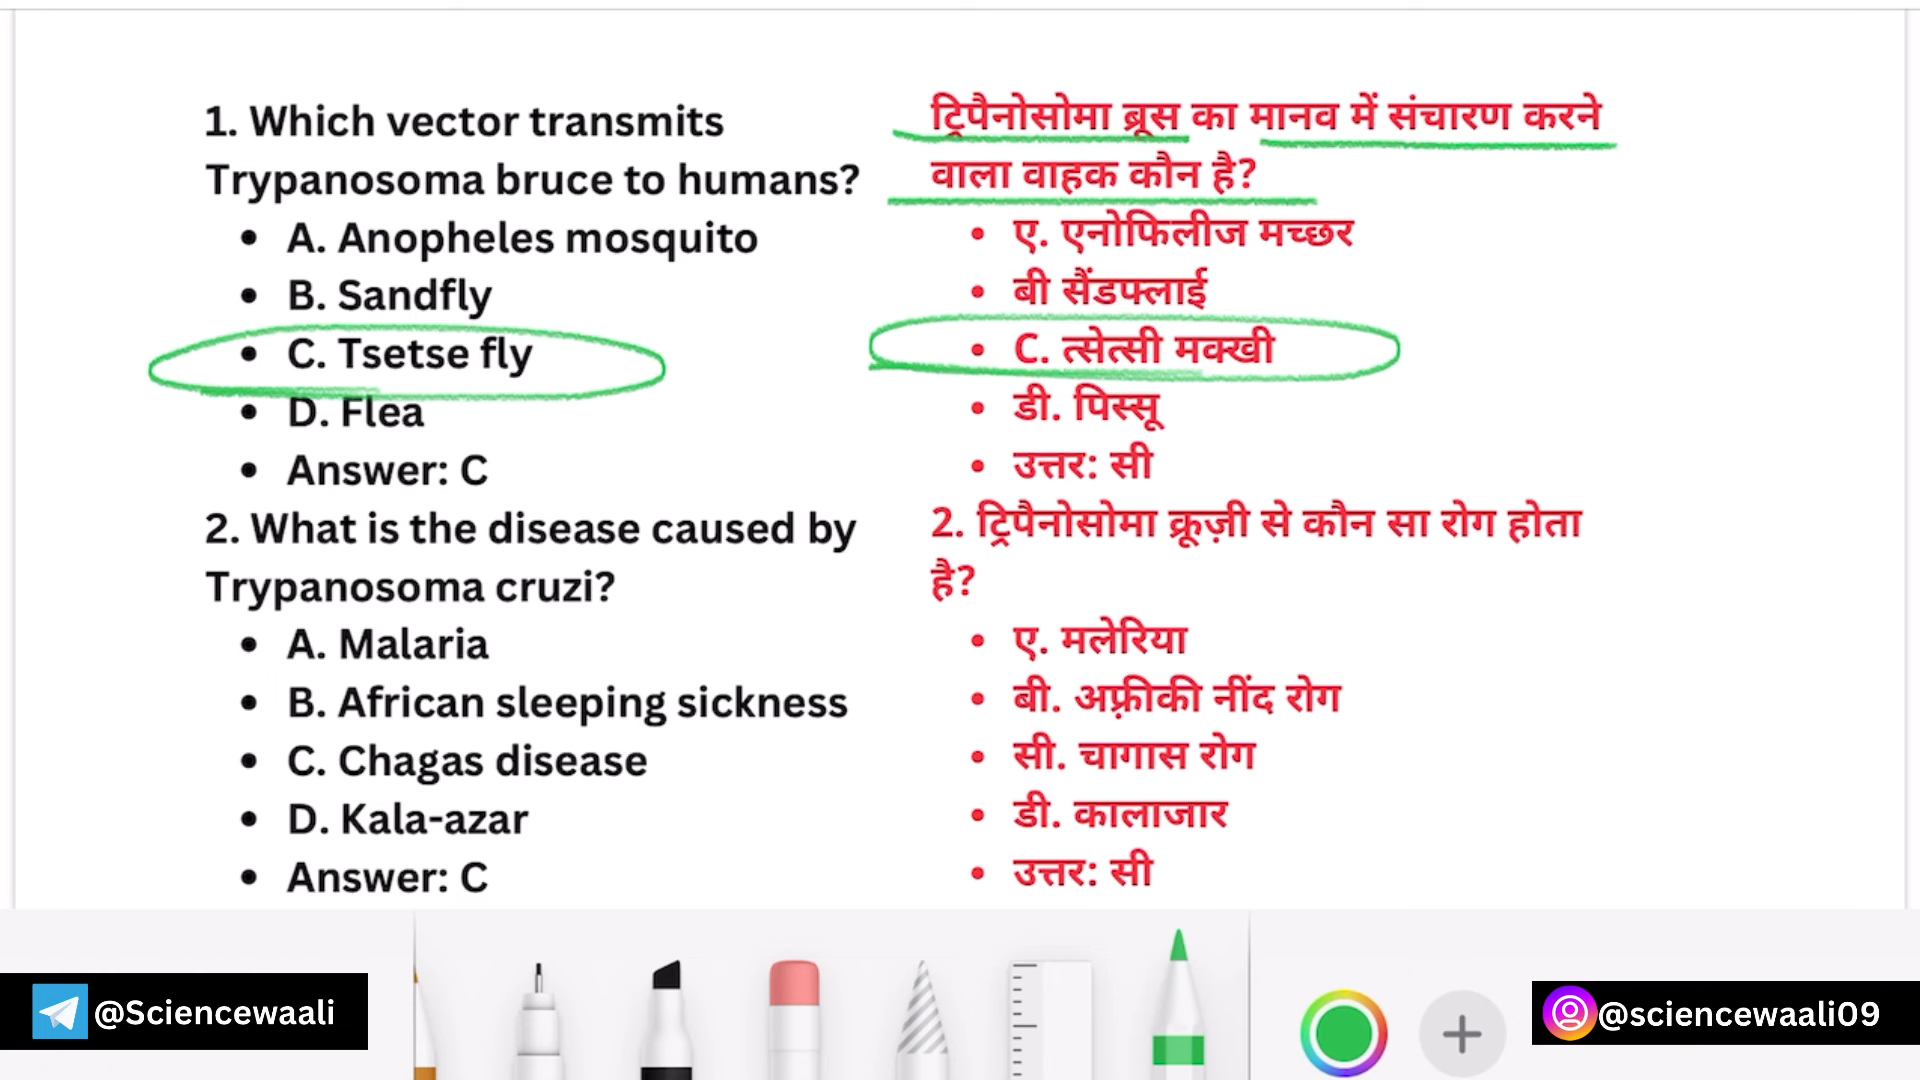 1. Which vector transmits
Trypanosoma bruce to humans?
• A. Anopheles mosquito
• B. Sandfly
• C. Tsetse fly
• D. Flea
• Answer: C
2. What is the disease caused by
Trypanosoma cruzi?
• A. Malaria
• B. African sleeping sickness
• C. Chagas disease
• D. Kala-azar
• Answer: C
ट्रिपैनोसोमा ब्रूस का मानव में संचारण करने
वाला वाहक कौन है?
• ए. एनोफिलीज मच्छर
• बी सैंडफ्लाई
• C. त्सेत्सी मक्खी
• डी. पिस्सू
• उत्तर: सी
2. ट्रिपैनोसोमा क्रूज़ी से कौन सा रोग होता
है?
• ए. मलेरिया
• बी. अफ़्रीकी नींद रोग
• सी. चागास रोग
• डी. कालाजार
• उत्तर: सी
@Sciencewaali
@sciencewaali09